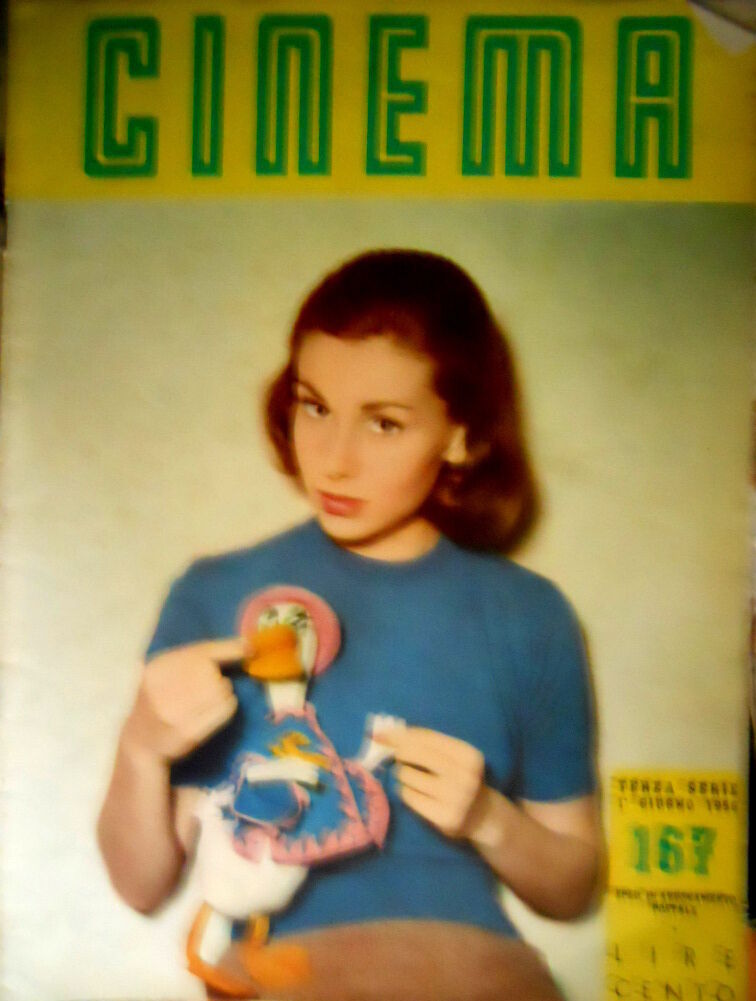 CINEMA
TERZA SERIE
1° GIUGNO 1956
167
SPED. IN ABBONAMENTO
POSTALE
LIRE
CENTO